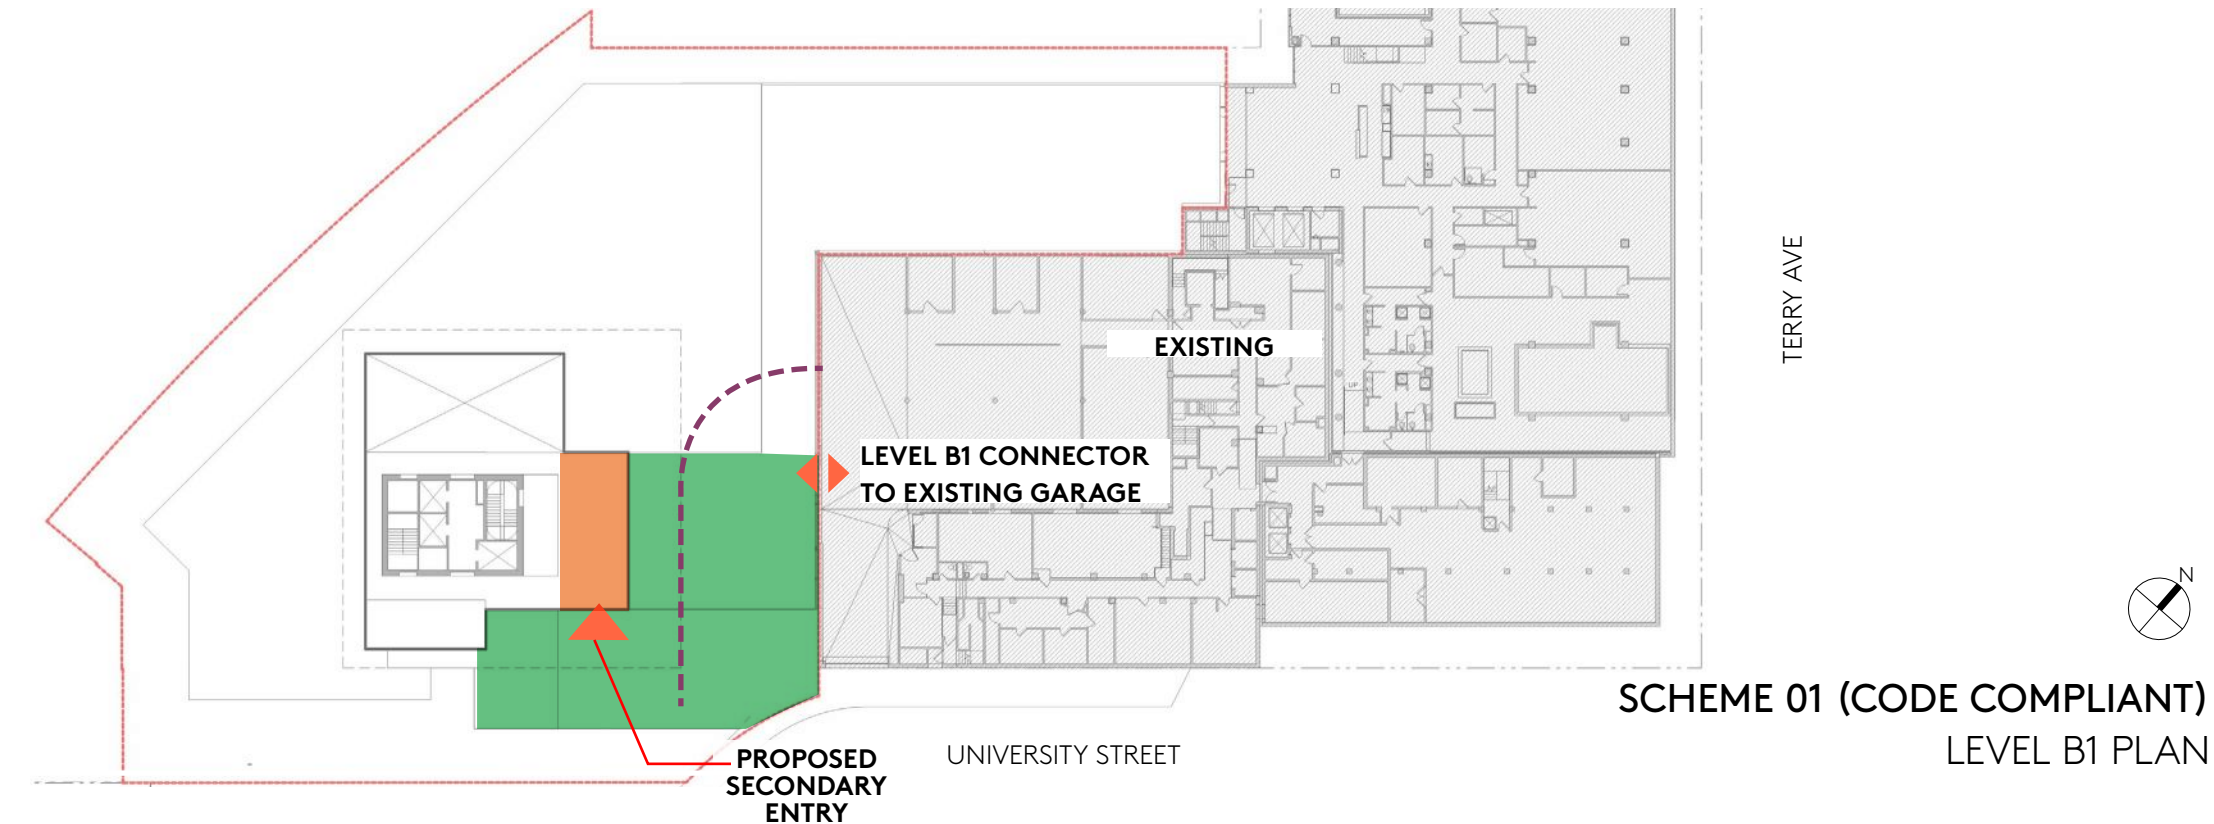 EXISTING
LEVEL B1 CONNECTOR
TO EXISTING GARAGE
UP
TERRY AVE
N
SCHEME 01 (CODE COMPLIANT)
LEVEL B1 PLAN
UNIVERSITY STREET
PROPOSED
SECONDARY
ENTRY